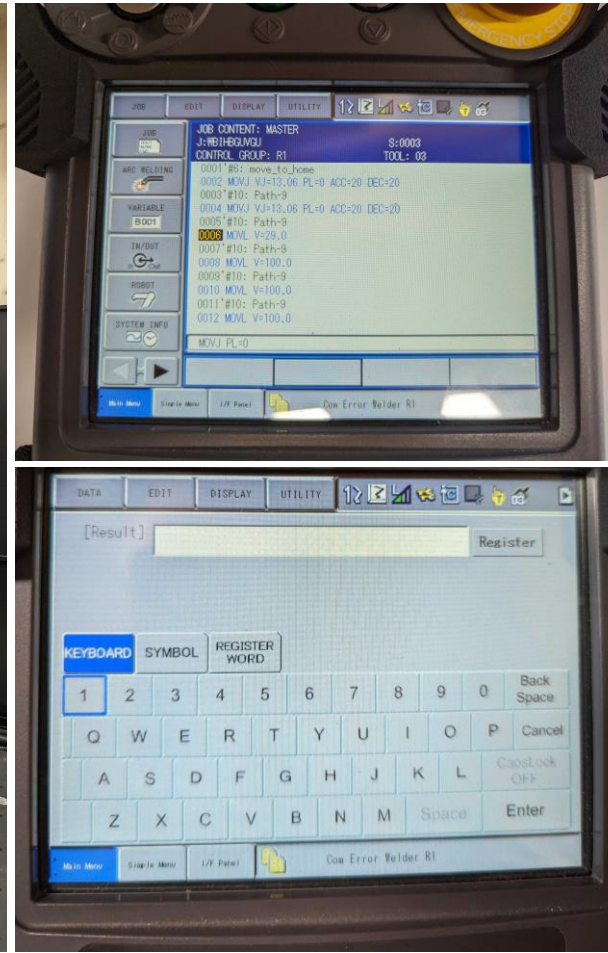 EMERGENCY STOP
JOB EDIT DISPLAY UTILITY
JOB
ARC WELDING
VARIABLE
B001
IN/OUT
In Out
ROBOT
SYSTEM INFO
JOB CONTENT: MASTER
J:WBIHBGUVGU S:0003
CONTROL GROUP: R1 TOOL: 03
0001'#6: move_to_home
0002 MOVJ VJ=13.06 PL=0 ACC=20 DEC=20
0003'#10: Path-9
0004 MOVJ VJ=13.06 PL=0 ACC=20 DEC=20
0005'#10: Path-9
0006 MOVL V=29.0
0007'#10: Path-9
0008 MOVL V=100.0
0009'#10: Path-9
0010 MOVL V=100.0
0011'#10: Path-9
0012 MOVL V=100.0
MOVJ PL=0
Main Menu Simple Menu I/F Panel Com Error Welder R1
DATA EDIT DISPLAY UTILITY
[Result] Register
KEYBOARD SYMBOL REGISTER WORD
1 2 3 4 5 6 7 8 9 0 Back Space
Q W E R T Y U I O P Cancel
A S D F G H J K L CapsLock OFF
Z X C V B N M Space Enter
Main Menu Simple Menu I/F Panel Com Error Welder R1